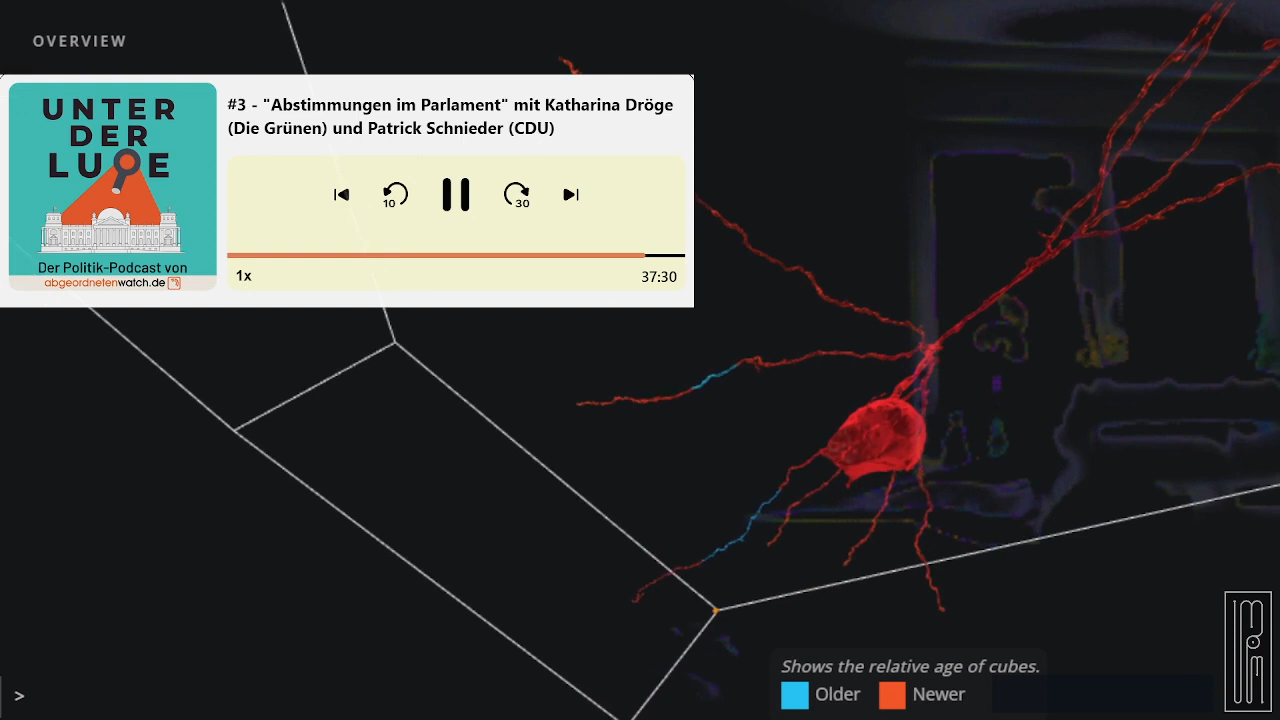 OVERVIEW
UNTER
DER
LUPE
Der Politik-Podcast von
abgeordnetenwatch.de
#3 - "Abstimmungen im Parlament" mit Katharina Dröge
(Die Grünen) und Patrick Schnieder (CDU)
10
30
1x
37:30
>
Shows the relative age of cubes.
Older
Newer